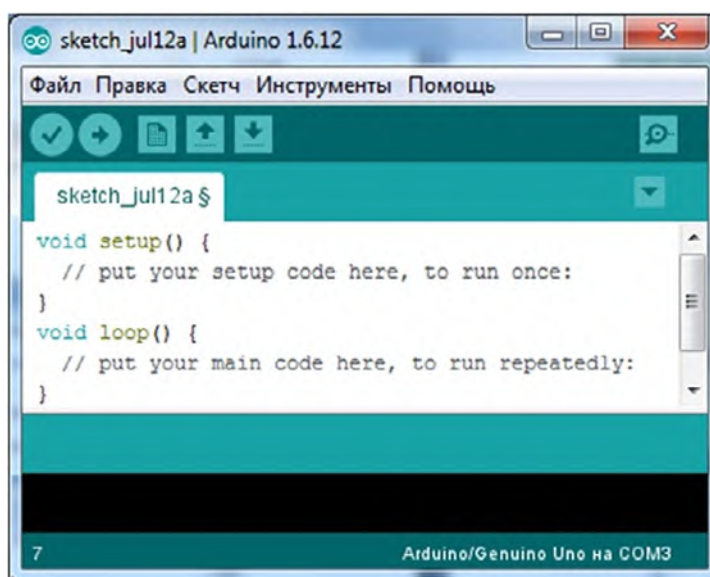 sketch_jul12a | Arduino 1.6.12
Файл Правка Скетч Инструменты Помощь
sketch_jul12a §
void setup() {
  // put your setup code here, to run once:
}
void loop() {
  // put your main code here, to run repeatedly:
}
7 Arduino/Genuino Uno на COM3